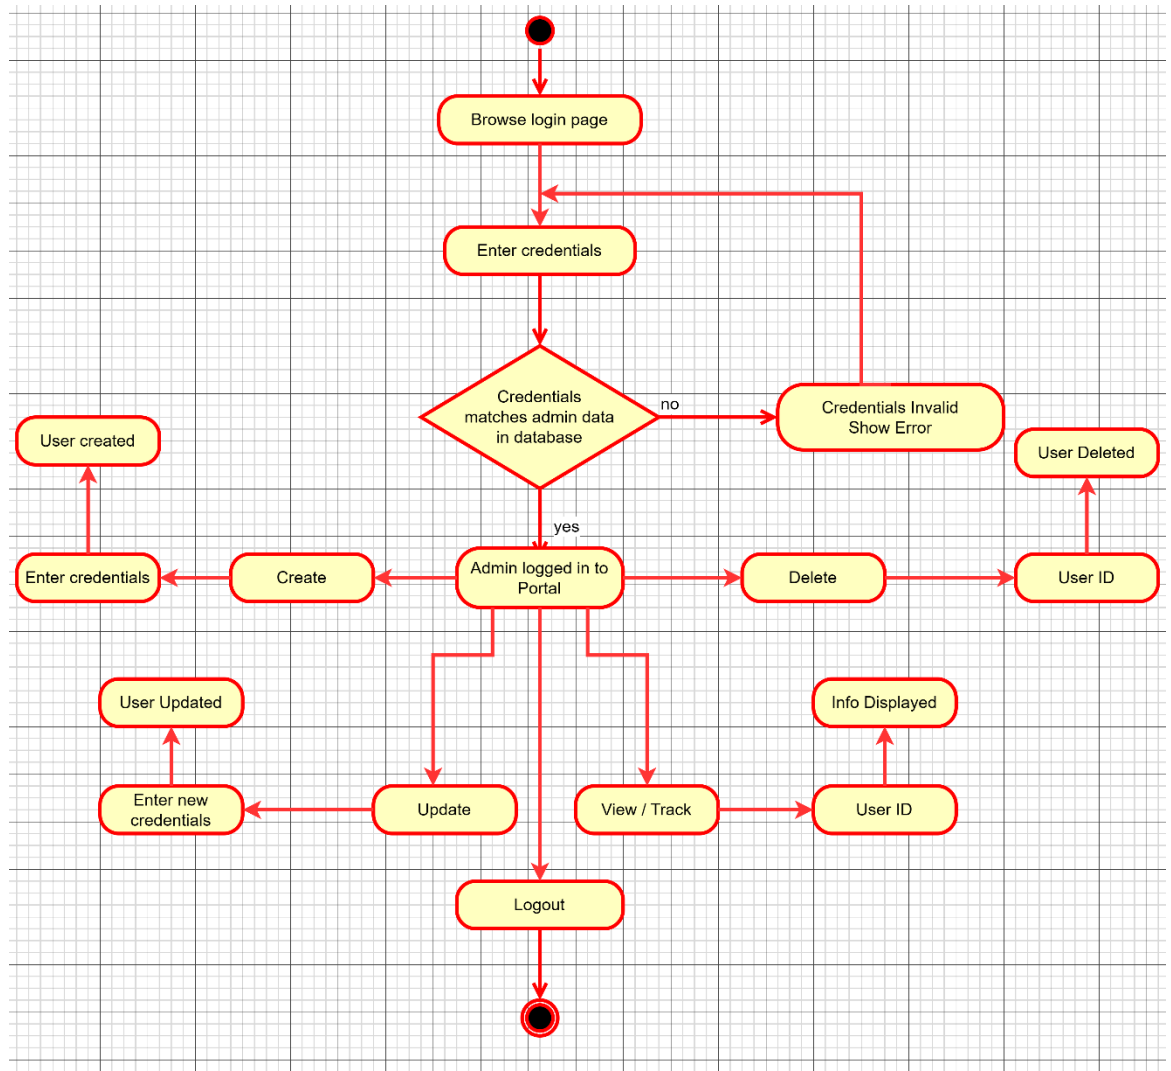 Browse login page
Enter credentials
Credentials
matches admin data
in database
no
Credentials Invalid
Show Error
User created
User Deleted
yes
Enter credentials
Create
Admin logged in to
Portal
Delete
User ID
User Updated
Info Displayed
Enter new
credentials
Update
View / Track
User ID
Logout